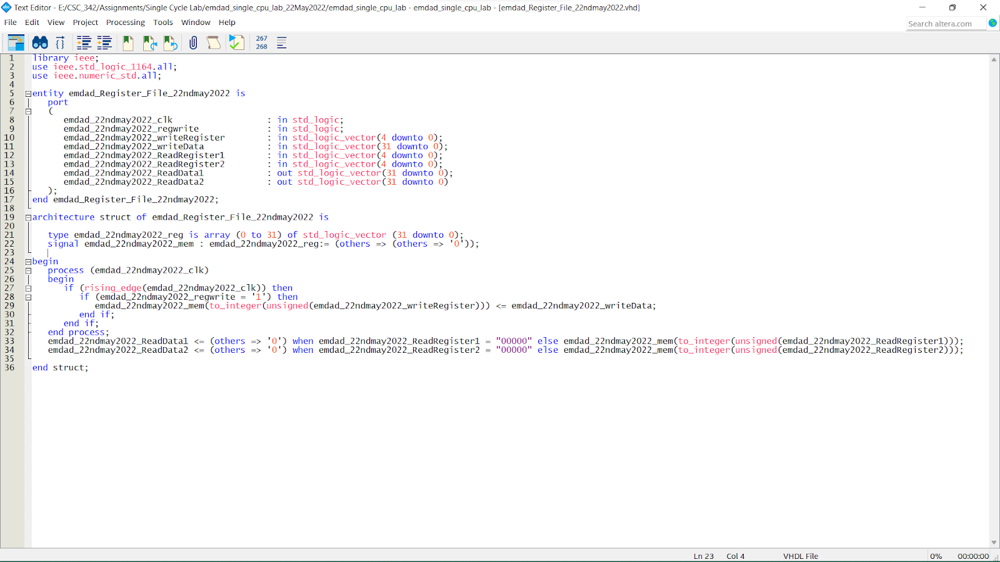 Text Editor - E:/CSC_342/Assignments/Single Cycle Lab/emdad_single_cpu_lab_22May2022/emdad_single_cpu_lab - emdad_single_cpu_lab - [emdad_Register_File_22ndmay2022.vhd]
File Edit View Project Processing Tools Window Help
Search altera.com
267
268
1 library ieee;
2 use ieee.std_logic_1164.all;
3 use ieee.numeric_std.all;
4
5 entity emdad_Register_File_22ndmay2022 is
6 port
7 (
8 emdad_22ndmay2022_clk : in std_logic;
9 emdad_22ndmay2022_regwrite : in std_logic;
10 emdad_22ndmay2022_writeRegister : in std_logic_vector(4 downto 0);
11 emdad_22ndmay2022_writeData : in std_logic_vector(31 downto 0);
12 emdad_22ndmay2022_ReadRegister1 : in std_logic_vector(4 downto 0);
13 emdad_22ndmay2022_ReadRegister2 : in std_logic_vector(4 downto 0);
14 emdad_22ndmay2022_ReadData1 : out std_logic_vector(31 downto 0);
15 emdad_22ndmay2022_ReadData2 : out std_logic_vector(31 downto 0)
16 );
17 end emdad_Register_File_22ndmay2022;
18
19 architecture struct of emdad_Register_File_22ndmay2022 is
20
21 type emdad_22ndmay2022_reg is array (0 to 31) of std_logic_vector (31 downto 0);
22 signal emdad_22ndmay2022_mem : emdad_22ndmay2022_reg:= (others => (others => '0'));
23
24 begin
25 process (emdad_22ndmay2022_clk)
26 begin
27 if (rising_edge(emdad_22ndmay2022_clk)) then
28 if (emdad_22ndmay2022_regwrite = '1') then
29 emdad_22ndmay2022_mem(to_integer(unsigned(emdad_22ndmay2022_writeRegister))) <= emdad_22ndmay2022_writeData;
30 end if;
31 end if;
32 end process;
33 emdad_22ndmay2022_ReadData1 <= (others => '0') when emdad_22ndmay2022_ReadRegister1 = "00000" else emdad_22ndmay2022_mem(to_integer(unsigned(emdad_22ndmay2022_ReadRegister1)));
34 emdad_22ndmay2022_ReadData2 <= (others => '0') when emdad_22ndmay2022_ReadRegister2 = "00000" else emdad_22ndmay2022_mem(to_integer(unsigned(emdad_22ndmay2022_ReadRegister2)));
35
36 end struct;
Ln 23 Col 4 VHDL File 0% 00:00:00